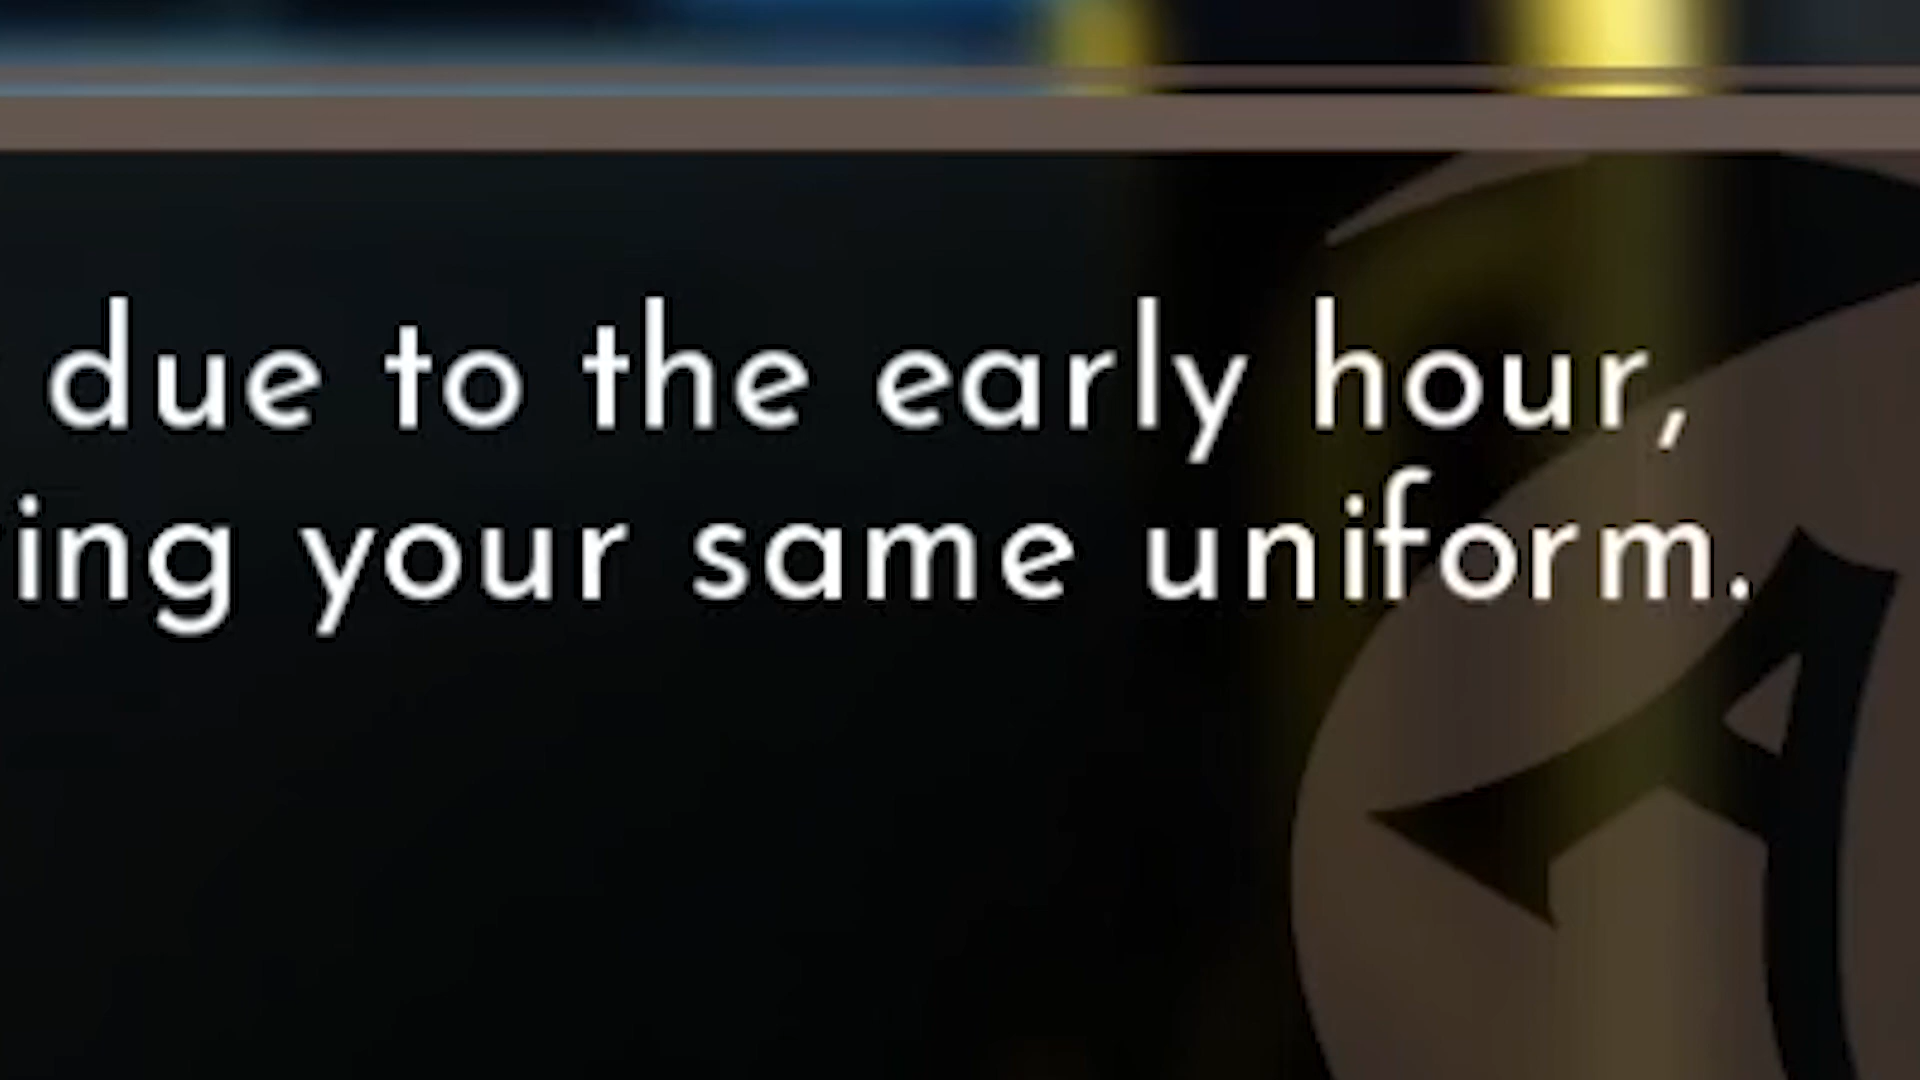 due to the early hour,
ing your same uniform.